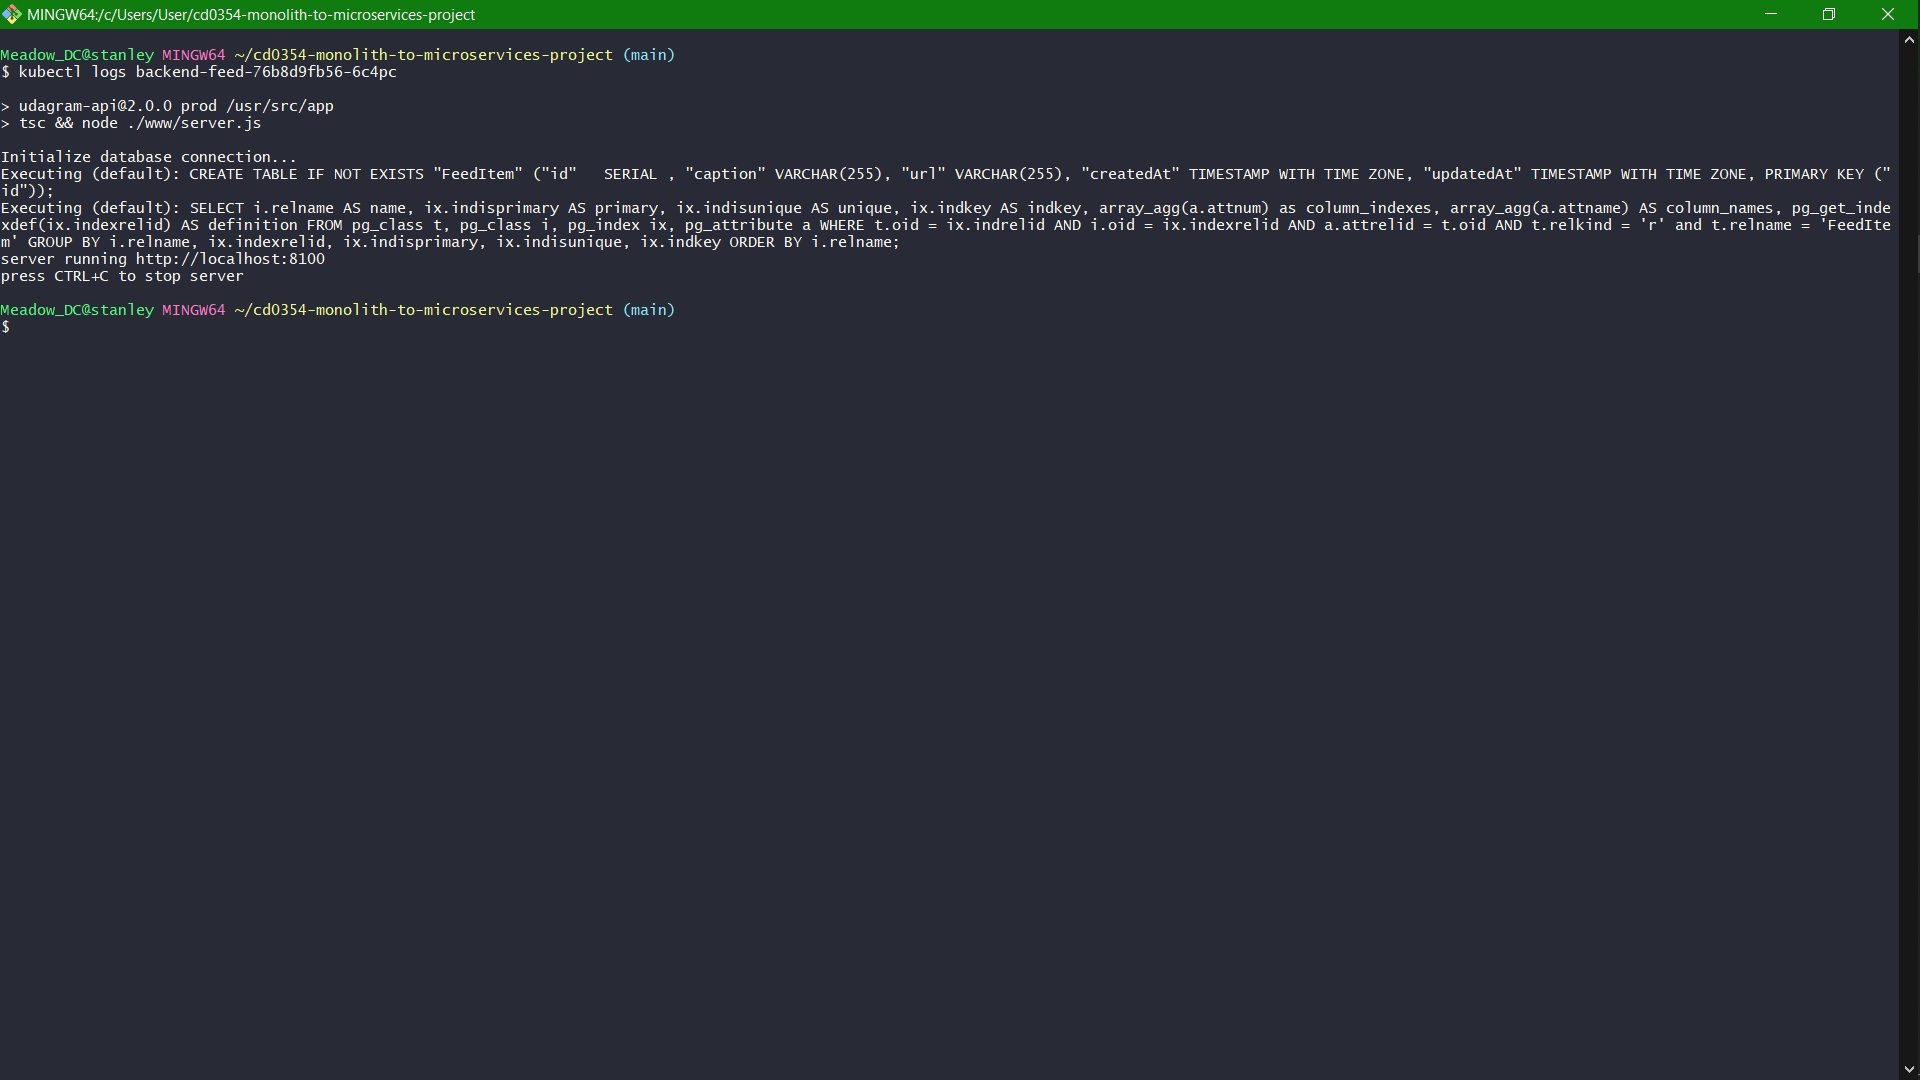 MINGW64:/c/Users/User/cd0354-monolith-to-microservices-project
Meadow_DC@stanley MINGW64 ~/cd0354-monolith-to-microservices-project (main)
$ kubectl logs backend-feed-76b8d9fb56-6c4pc
> udagram-api@2.0.0 prod /usr/src/app
> tsc && node ./www/server.js
Initialize database connection...
Executing (default): CREATE TABLE IF NOT EXISTS "FeedItem" ("id"   SERIAL , "caption" VARCHAR(255), "url" VARCHAR(255), "createdAt" TIMESTAMP WITH TIME ZONE, "updatedAt" TIMESTAMP WITH TIME ZONE, PRIMARY KEY ("
id"));
Executing (default): SELECT i.relname AS name, ix.indisprimary AS primary, ix.indisunique AS unique, ix.indkey AS indkey, array_agg(a.attnum) as column_indexes, array_agg(a.attname) AS column_names, pg_get_inde
xdef(ix.indexrelid) AS definition FROM pg_class t, pg_class i, pg_index ix, pg_attribute a WHERE t.oid = ix.indrelid AND i.oid = ix.indexrelid AND a.attrelid = t.oid AND t.relkind = 'r' and t.relname = 'FeedIte
m' GROUP BY i.relname, ix.indexrelid, ix.indisprimary, ix.indisunique, ix.indkey ORDER BY i.relname;
server running http://localhost:8100
press CTRL+C to stop server
Meadow_DC@stanley MINGW64 ~/cd0354-monolith-to-microservices-project (main)
$